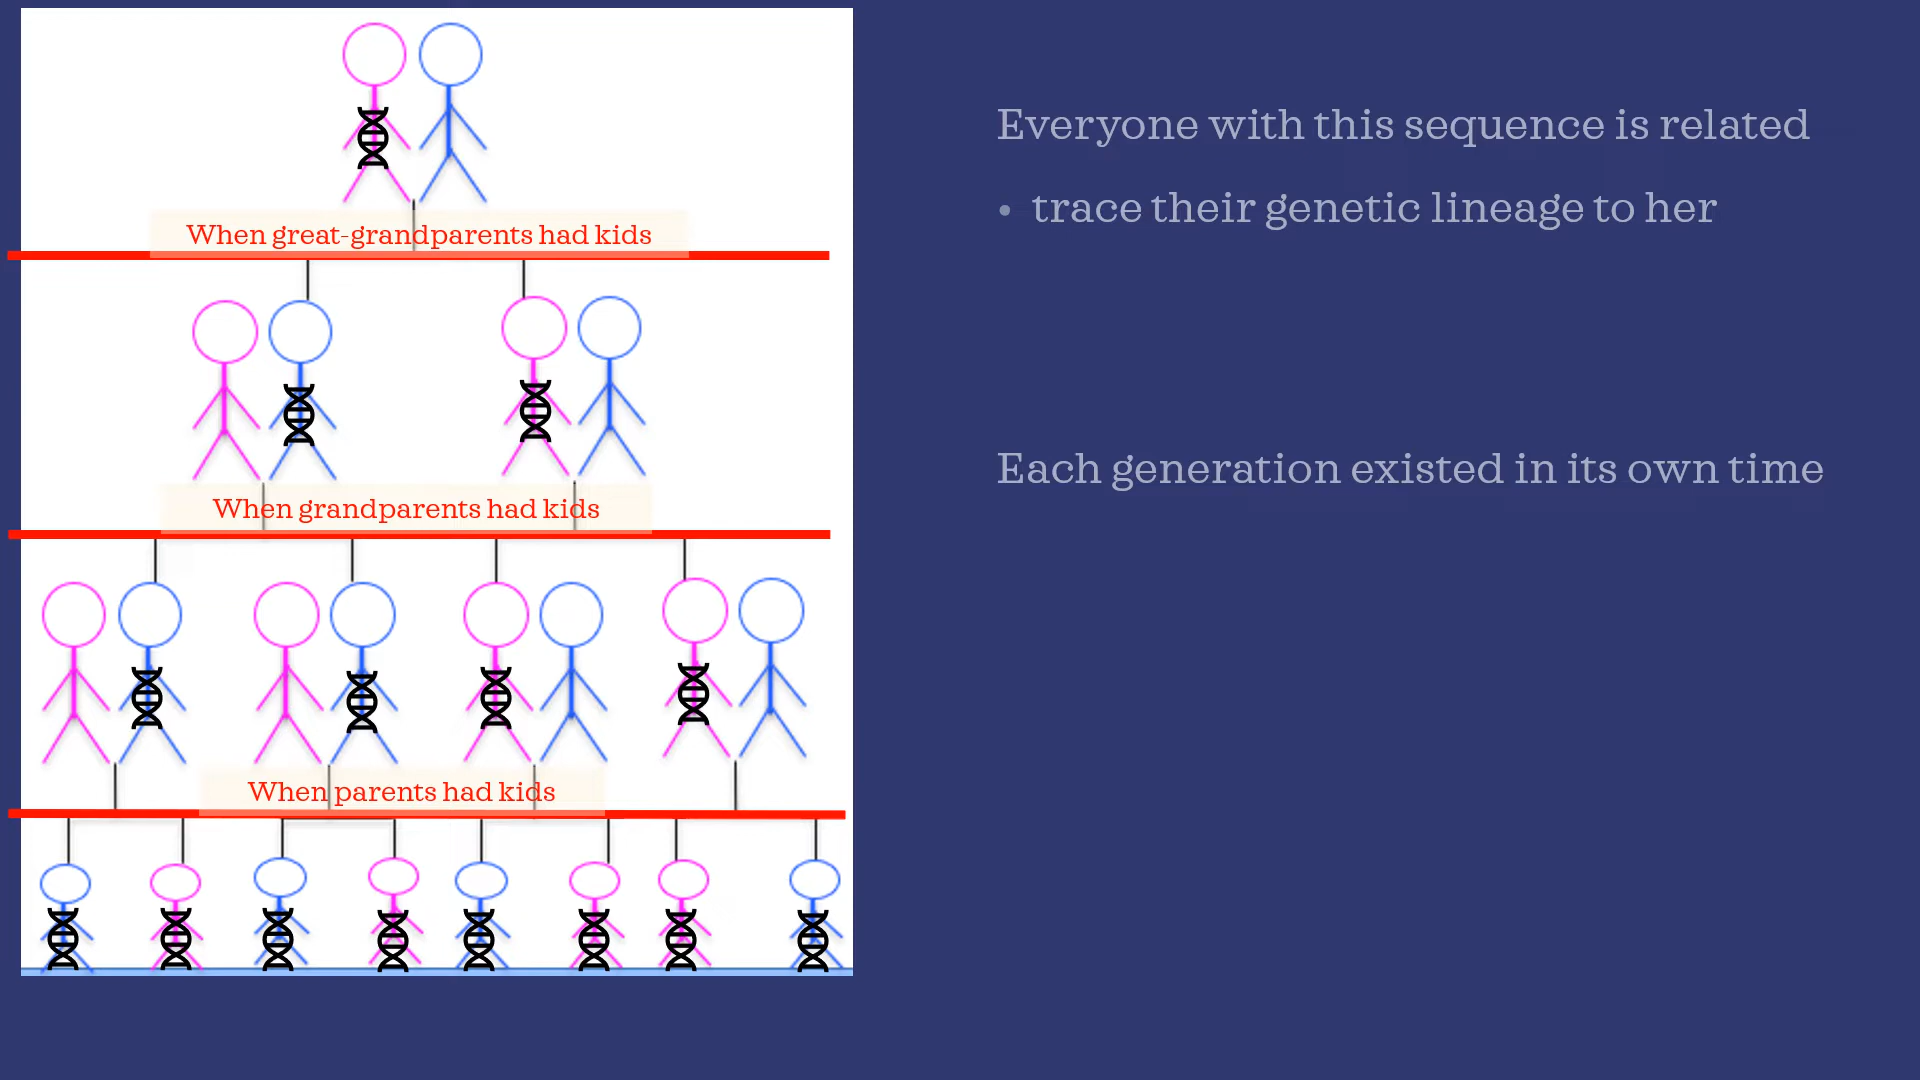 When great-grandparents had kids
When grandparents had kids
When parents had kids
Everyone with this sequence is related
• trace their genetic lineage to her
Each generation existed in its own time